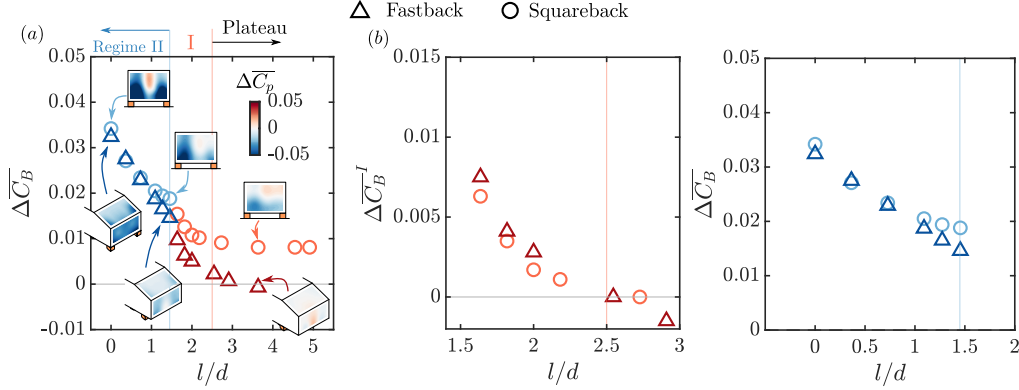 Fastback Squareback
(a) Regime II I Plateau
(b)
0.05
0.04
0.03
0.02
0.01
0
-0.01
ΔC̅_B
0 1 2 3 4 5
l/d
ΔC̅_p
0.05
0
-0.05
0.015
0.01
0.005
0
ΔC̅_B^I
1.5 2 2.5 3
l/d
0.05
0.04
0.03
0.02
0.01
0
ΔC̅_B
0 0.5 1 1.5 2
l/d